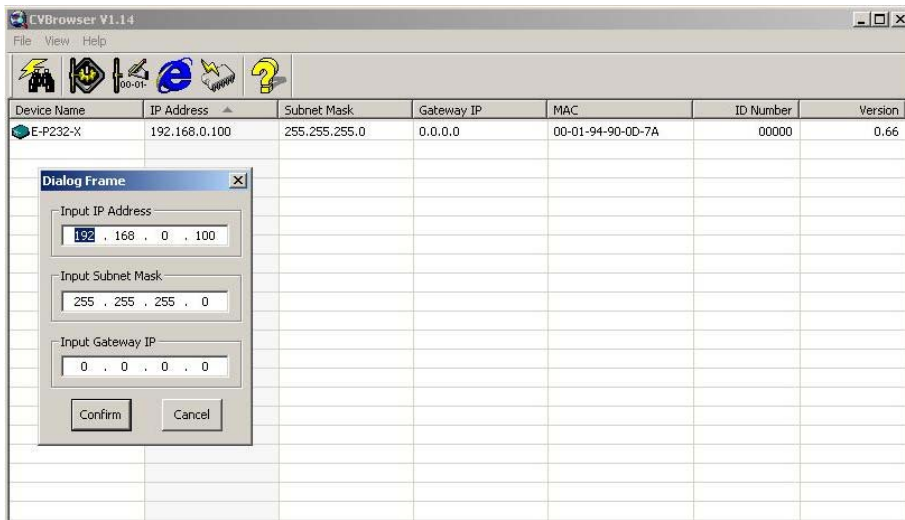 CVBrowser V1.14
File View Help
00-01-
Device Name IP Address Subnet Mask Gateway IP MAC ID Number Version
E-P232-X 192.168.0.100 255.255.255.0 0.0.0.0 00-01-94-90-0D-7A 00000 0.66
Dialog Frame
Input IP Address
192 . 168 . 0 . 100
Input Subnet Mask
255 . 255 . 255 . 0
Input Gateway IP
0 . 0 . 0 . 0
Confirm Cancel